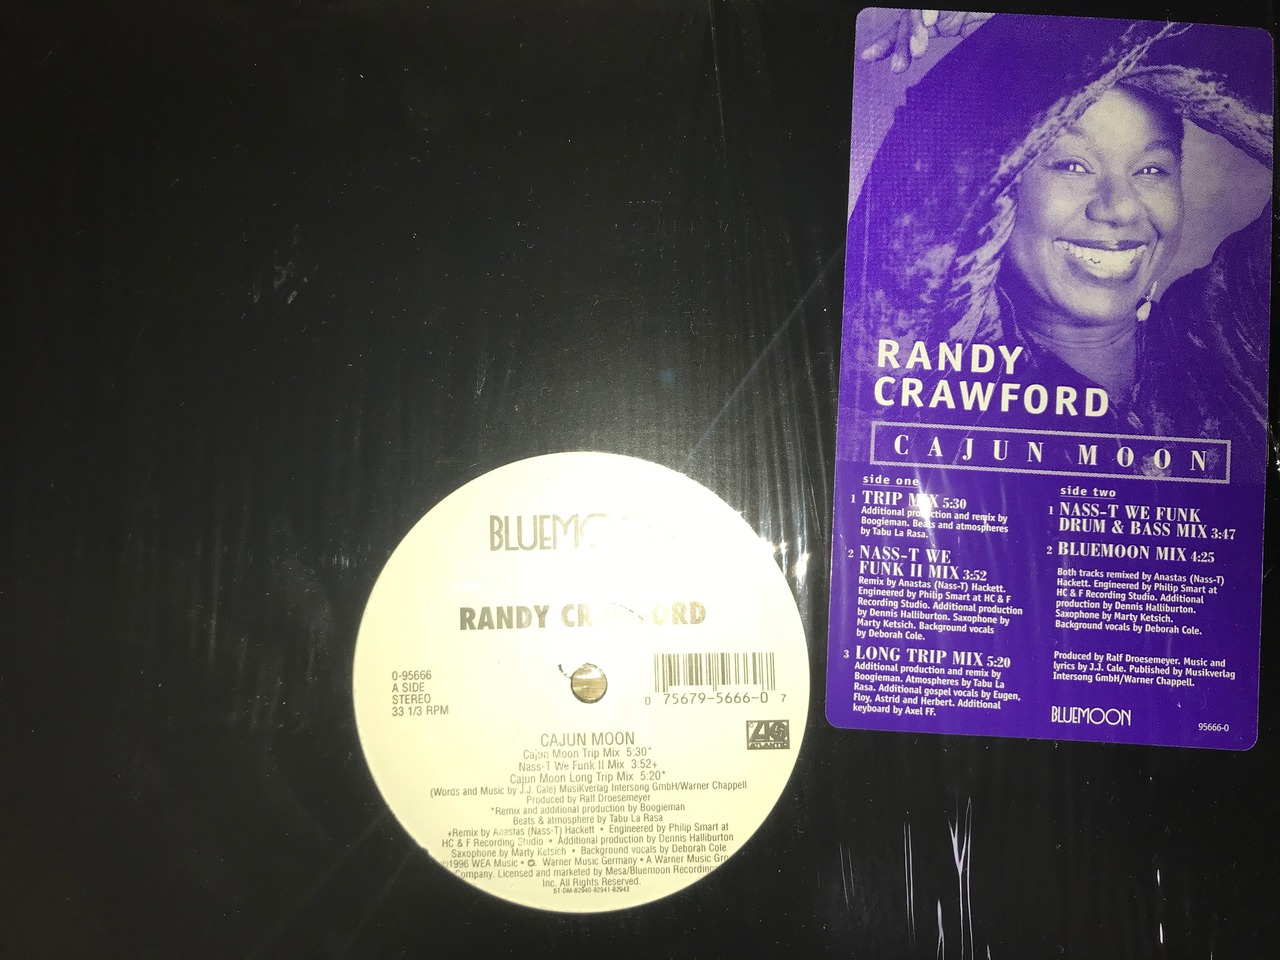 BLUEMOON
RANDY CRAWFORD
0-95666
A SIDE
STEREO
33 1/3 RPM
0 75679-5666-0 7
ATLANTIC
CAJUN MOON
Cajun Moon Trip Mix 5:30*
Nass-T We Funk II Mix 3:52+
Cajun Moon Long Trip Mix 5:20*
(Words and Music by J.J. Cale) MusiKverlag Intersong GmbH/Warner Chappell
Produced by Ralf Droesemeyer
*Remix and additional production by Boogieman
Beats & atmosphere by Tabu La Rasa
+Remix by Anastas (Nass-T) Hackett • Engineered by Philip Smart at
HC & F Recording Studio • Additional production by Dennis Halliburton
Saxophone by Marty Ketsich • Background vocals by Deborah Cole
℗1996 WEA Music • Warner Music Germany • A Warner Music Gro
Company. Licensed and marketed by Mesa/Bluemoon Recording
Inc. All Rights Reserved.
ST-DM-82940-82941-82943
RANDY
CRAWFORD
CAJUN MOON
side one
1 TRIP MIX 5:30
Additional production and remix by
Boogieman. Beats and atmospheres
by Tabu La Rasa.
2 NASS-T WE
FUNK II MIX 3:52
Remix by Anastas (Nass-T) Hackett.
Engineered by Philip Smart at HC & F
Recording Studio. Additional production
by Dennis Halliburton. Saxophone by
Marty Ketsich. Background vocals
by Deborah Cole.
3 LONG TRIP MIX 5:20
Additional production and remix by
Boogieman. Atmospheres by Tabu La
Rasa. Additional gospel vocals by Eugen,
Floy, Astrid and Herbert. Additional
keyboard by Axel FF.
side two
1 NASS-T WE FUNK
DRUM & BASS MIX 3:47
2 BLUEMOON MIX 4:25
Both tracks remixed by Anastas (Nass-T)
Hackett. Engineered by Philip Smart at
HC & F Recording Studio. Additional
production by Dennis Halliburton.
Saxophone by Marty Ketsich.
Background vocals by Deborah Cole.
Produced by Ralf Droesemeyer. Music and
lyrics by J.J. Cale. Published by Musikverlag
Intersong GmbH/Warner Chappell.
BLUEMOON
95666-0